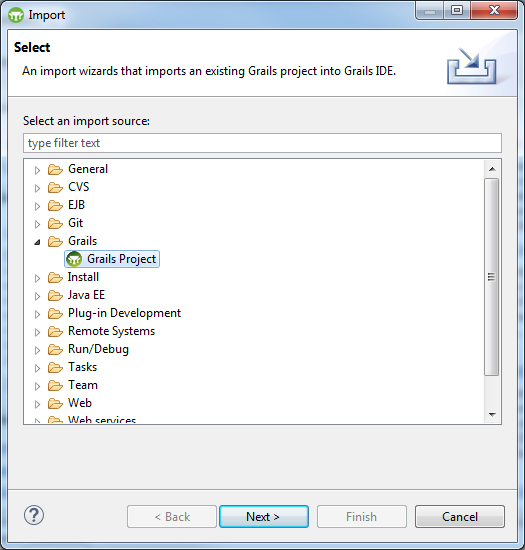 Import
Select
An import wizards that imports an existing Grails project into Grails IDE.
Select an import source:
type filter text
General
CVS
EJB
Git
Grails
Grails Project
Install
Java EE
Plug-in Development
Remote Systems
Run/Debug
Tasks
Team
Web
Web services
?
< Back
Next >
Finish
Cancel